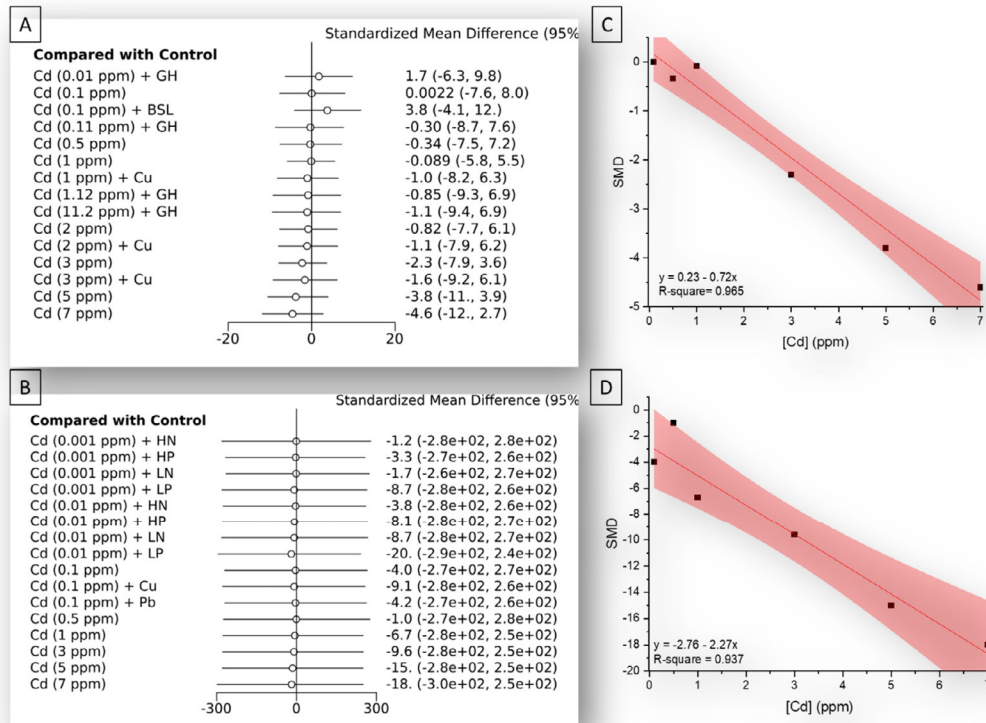 A
Standardized Mean Difference (95%
Compared with Control
Cd (0.01 ppm) + GH 1.7 (-6.3, 9.8)
Cd (0.1 ppm) 0.0022 (-7.6, 8.0)
Cd (0.1 ppm) + BSL 3.8 (-4.1, 12.)
Cd (0.11 ppm) + GH -0.30 (-8.7, 7.6)
Cd (0.5 ppm) -0.34 (-7.5, 7.2)
Cd (1 ppm) -0.089 (-5.8, 5.5)
Cd (1 ppm) + Cu -1.0 (-8.2, 6.3)
Cd (1.12 ppm) + GH -0.85 (-9.3, 6.9)
Cd (11.2 ppm) + GH -1.1 (-9.4, 6.9)
Cd (2 ppm) -0.82 (-7.7, 6.1)
Cd (2 ppm) + Cu -1.1 (-7.9, 6.2)
Cd (3 ppm) -2.3 (-7.9, 3.6)
Cd (3 ppm) + Cu -1.6 (-9.2, 6.1)
Cd (5 ppm) -3.8 (-11., 3.9)
Cd (7 ppm) -4.6 (-12., 2.7)
-20 0 20
B
Standardized Mean Difference (95%
Compared with Control
Cd (0.001 ppm) + HN -1.2 (-2.8e+02, 2.8e+02)
Cd (0.001 ppm) + HP -3.3 (-2.7e+02, 2.6e+02)
Cd (0.001 ppm) + LN -1.7 (-2.6e+02, 2.7e+02)
Cd (0.001 ppm) + LP -8.7 (-2.8e+02, 2.6e+02)
Cd (0.01 ppm) + HN -3.8 (-2.8e+02, 2.6e+02)
Cd (0.01 ppm) + HP -8.1 (-2.8e+02, 2.7e+02)
Cd (0.01 ppm) + LN -8.7 (-2.8e+02, 2.7e+02)
Cd (0.01 ppm) + LP -20. (-2.9e+02, 2.4e+02)
Cd (0.1 ppm) -4.0 (-2.7e+02, 2.7e+02)
Cd (0.1 ppm) + Cu -9.1 (-2.8e+02, 2.6e+02)
Cd (0.1 ppm) + Pb -4.2 (-2.7e+02, 2.6e+02)
Cd (0.5 ppm) -1.0 (-2.7e+02, 2.8e+02)
Cd (1 ppm) -6.7 (-2.8e+02, 2.5e+02)
Cd (3 ppm) -9.6 (-2.8e+02, 2.5e+02)
Cd (5 ppm) -15. (-2.8e+02, 2.5e+02)
Cd (7 ppm) -18. (-3.0e+02, 2.5e+02)
-300 0 300
C
0
-1
-2
-3
-4
-5
SMD
y = 0.23 - 0.72x
R-square= 0.965
0 1 2 3 4 5 6 7
[Cd] (ppm)
D
0
-2
-4
-6
-8
-10
-12
-14
-16
-18
-20
SMD
y = -2.76 - 2.27x
R-square = 0.937
0 1 2 3 4 5 6
[Cd] (ppm)